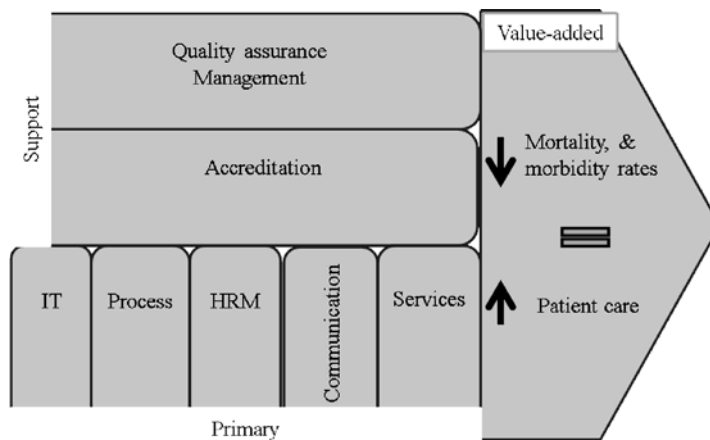 Value-added
Quality assurance
Management
Support
Mortality, &
morbidity rates
Accreditation
IT
Process
HRM
Communication
Services
Patient care
Primary